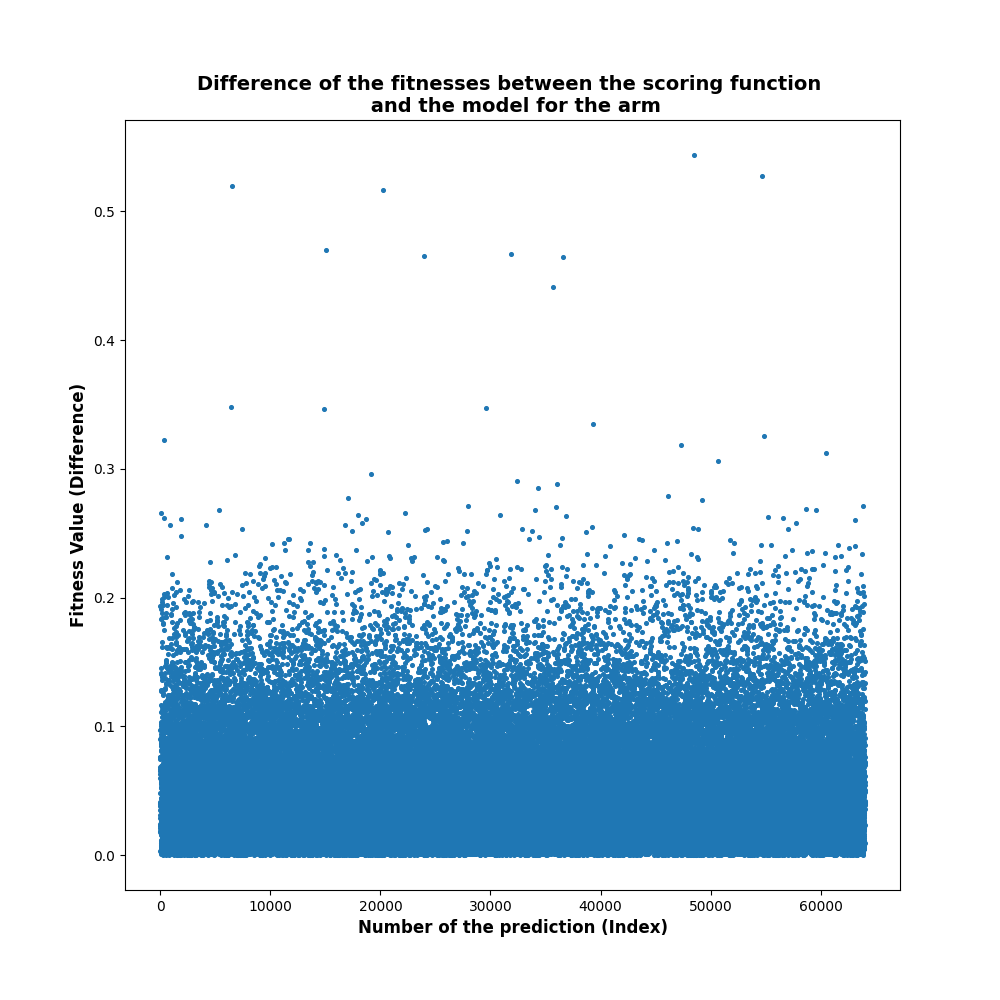 Difference of the fitnesses between the scoring function
and the model for the arm
Fitness Value (Difference)
0.5
0.4
0.3
0.2
0.1
0.0
0 10000 20000 30000 40000 50000 60000
Number of the prediction (Index)